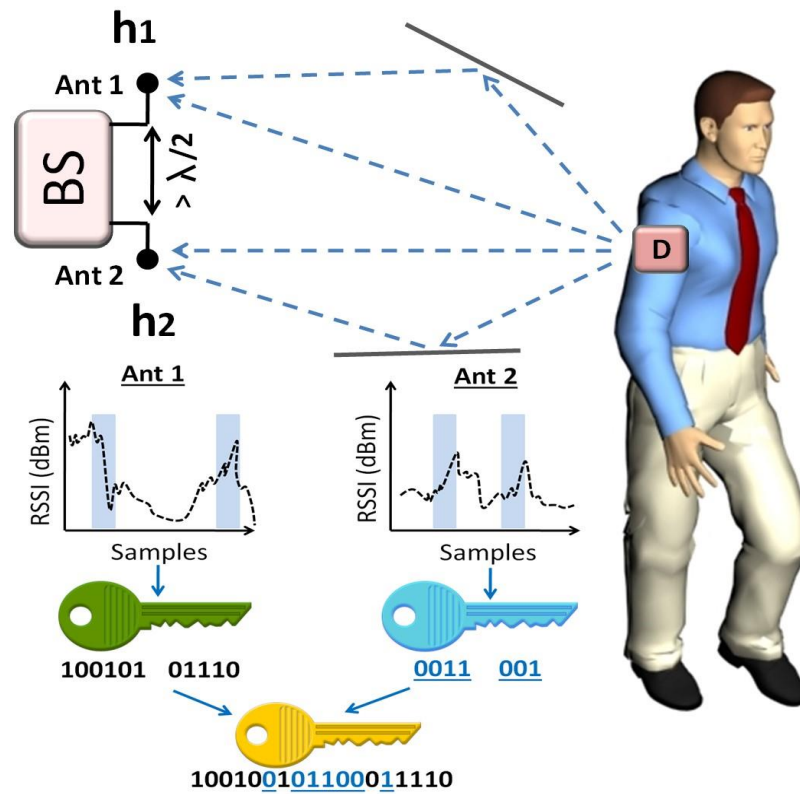 h1
Ant 1
BS
> λ/2
D
Ant 2
h2
Ant 1
RSSI (dBm)
Samples
Ant 2
RSSI (dBm)
Samples
100101 01110
0011 001
100100101100011110